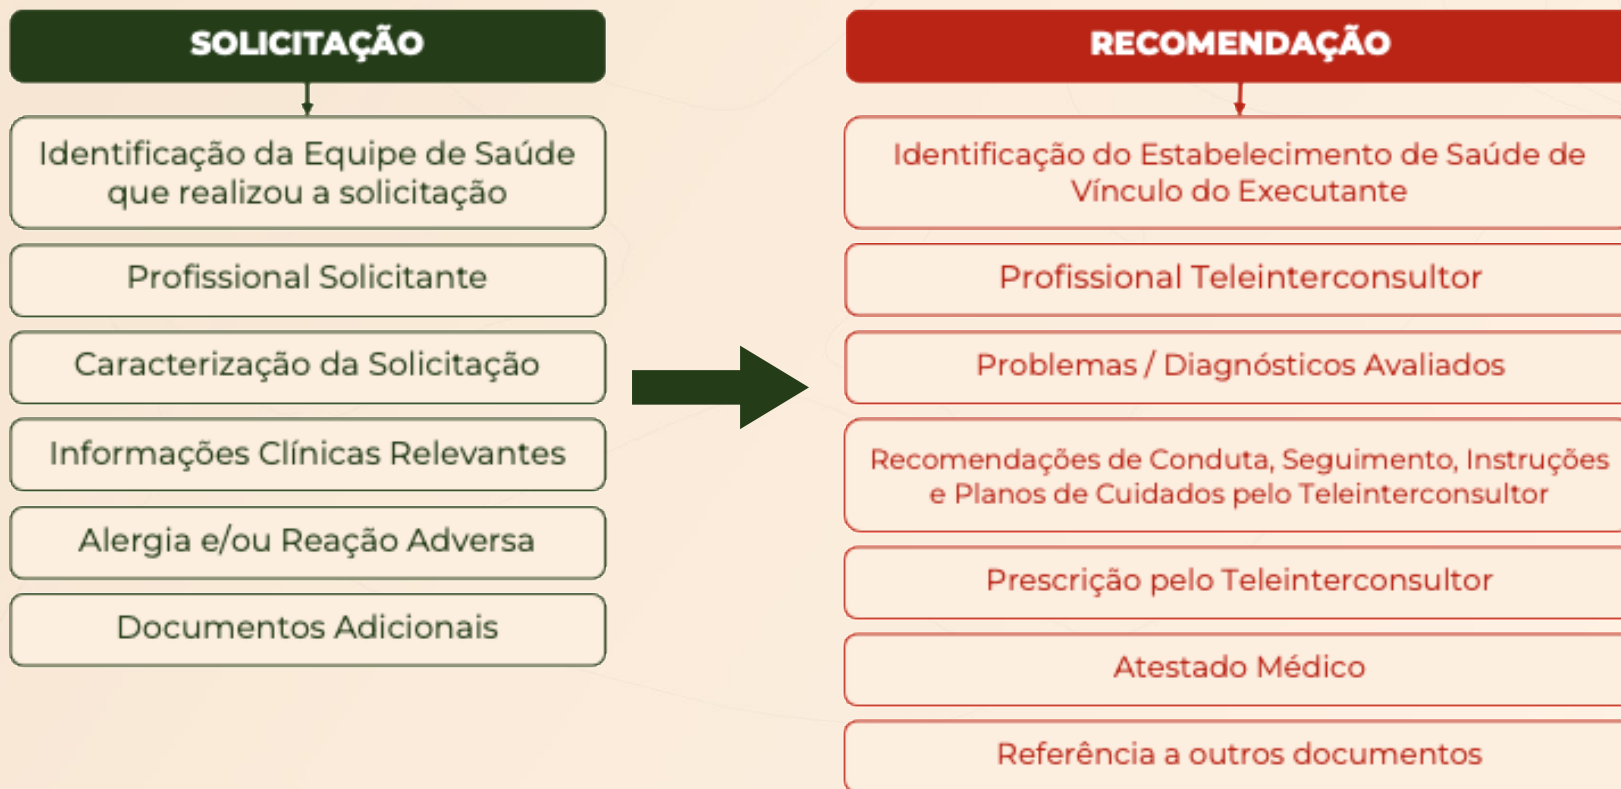 SOLICITAÇÃO
Identificação da Equipe de Saúde
que realizou a solicitação
Profissional Solicitante
Caracterização da Solicitação
Informações Clínicas Relevantes
Alergia e/ou Reação Adversa
Documentos Adicionais
RECOMENDAÇÃO
Identificação do Estabelecimento de Saúde de
Vínculo do Executante
Profissional Teleinterconsultor
Problemas / Diagnósticos Avaliados
Recomendações de Conduta, Seguimento, Instruções
e Planos de Cuidados pelo Teleinterconsultor
Prescrição pelo Teleinterconsultor
Atestado Médico
Referência a outros documentos